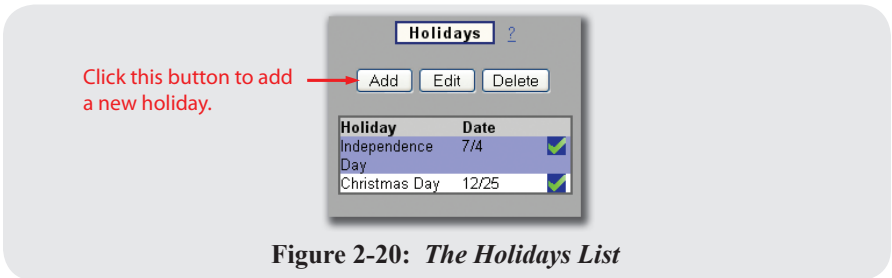 Holidays ?
Click this button to add
a new holiday.
Add Edit Delete
Holiday Date
Independence 7/4
Day
Christmas Day 12/25
Figure 2-20: The Holidays List